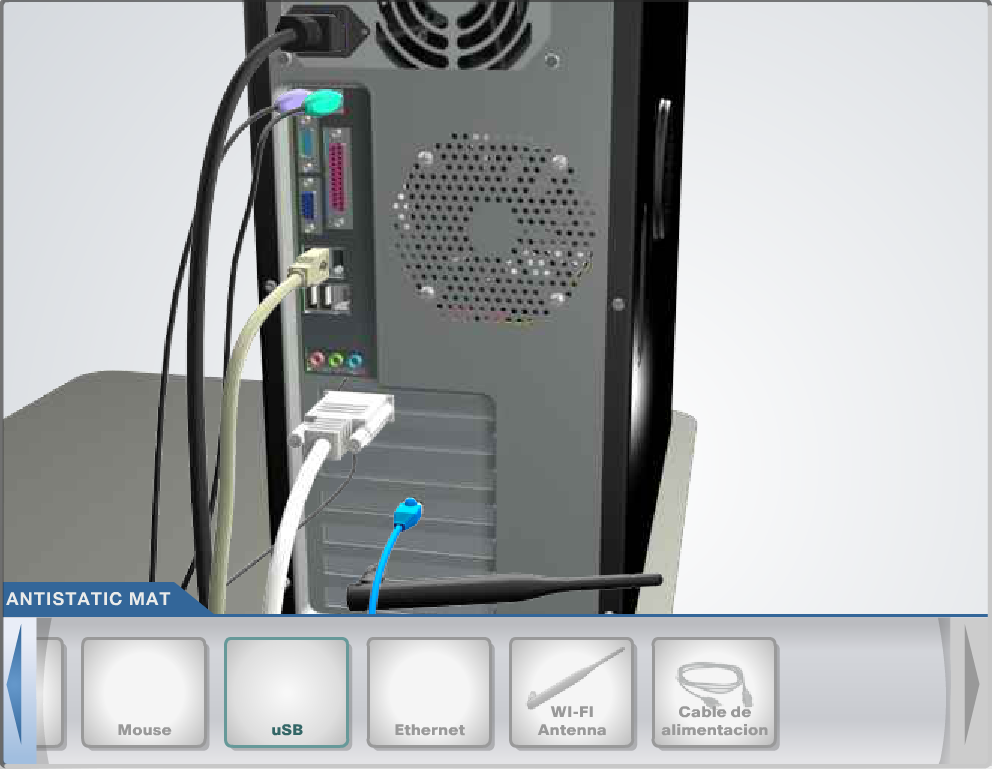 ANTISTATIC MAT
Mouse
uSB
Ethernet
WI-FI
Antenna
Cable de
alimentacion